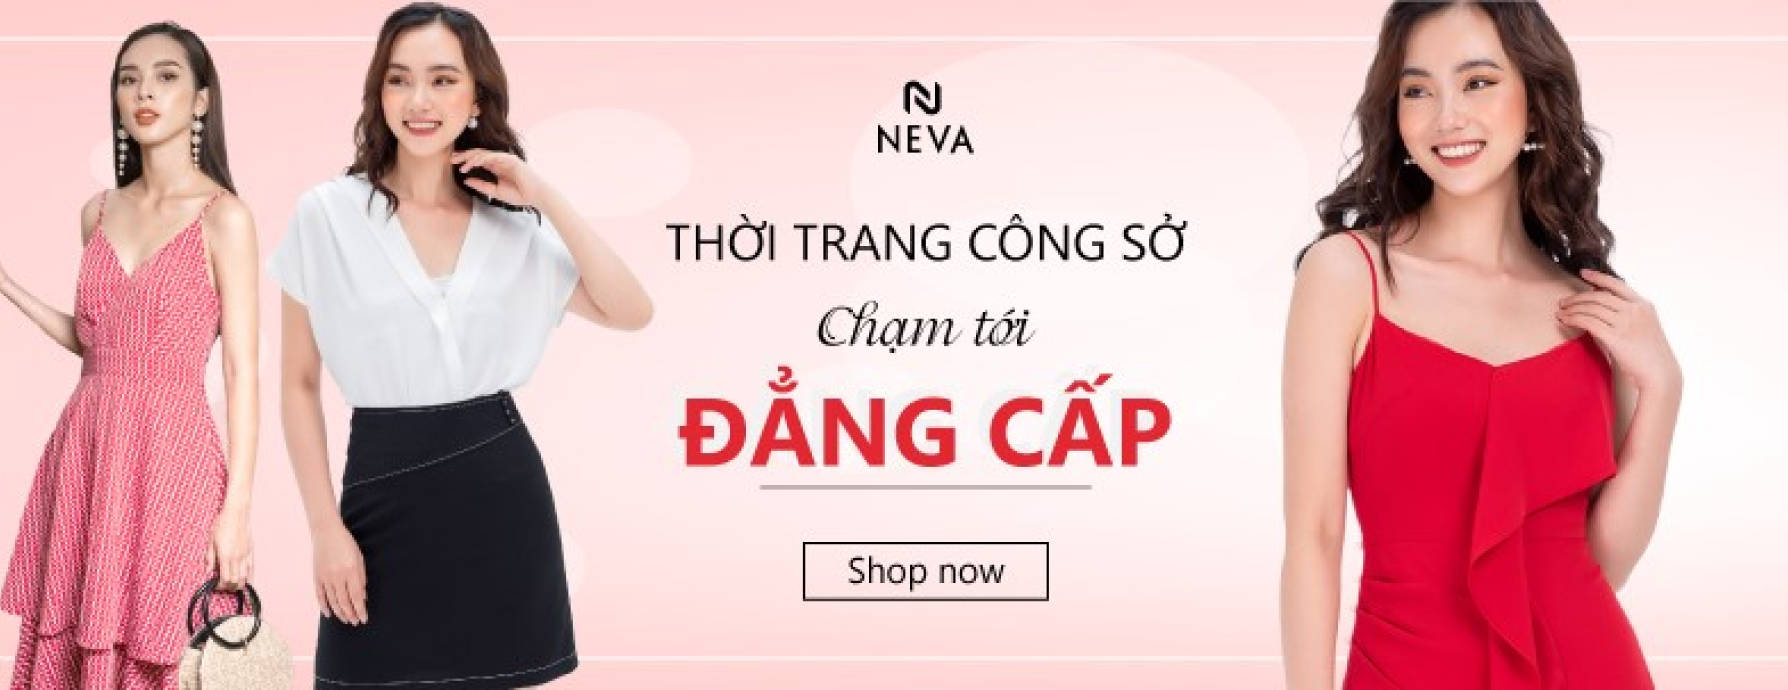 NEVA
THỜI TRANG CÔNG SỞ
Chạm tới
ĐẲNG CẤP
Shop now